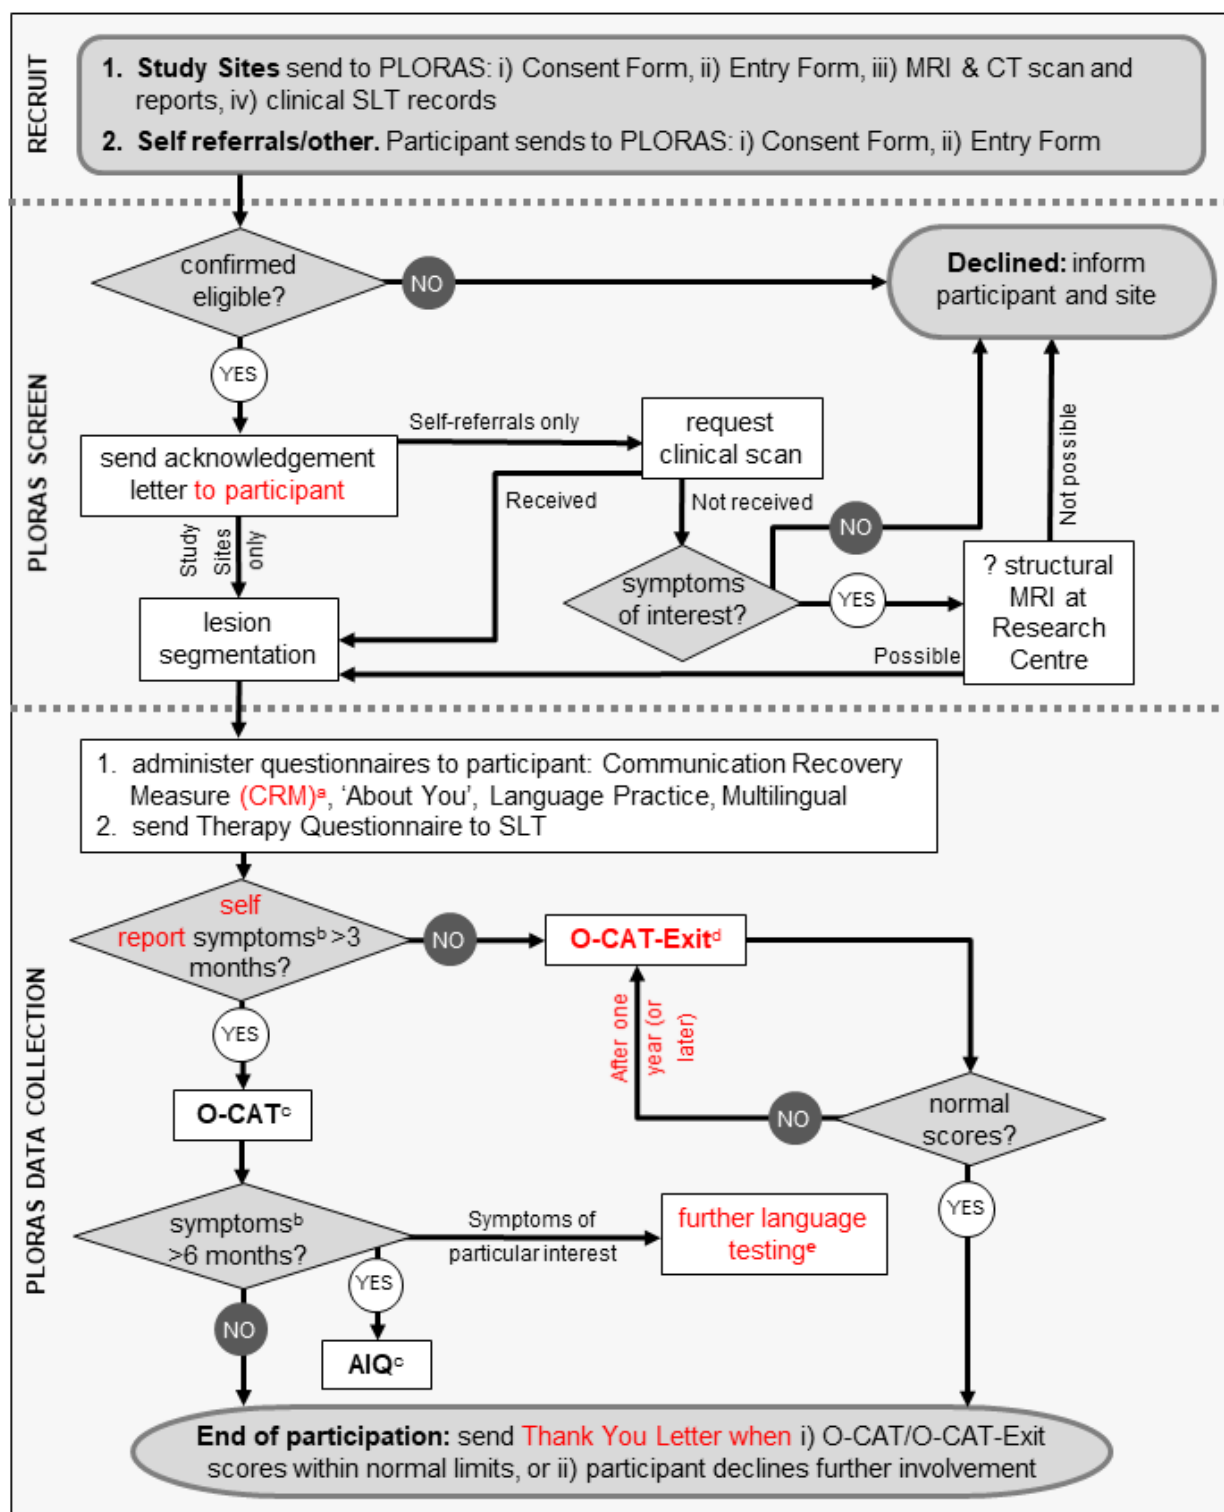 RECRUIT
1. Study Sites send to PLORAS: i) Consent Form, ii) Entry Form, iii) MRI & CT scan and
reports, iv) clinical SLT records
2. Self referrals/other. Participant sends to PLORAS: i) Consent Form, ii) Entry Form
PLORAS SCREEN
confirmed
eligible?
NO
Declined: inform
participant and site
YES
send acknowledgement
letter to participant
Self-referrals only
request
clinical scan
Received
Not received
Study
Sites
only
symptoms
of interest?
NO
YES
Not possible
? structural
MRI at
Research
Centre
Possible
lesion
segmentation
PLORAS DATA COLLECTION
1. administer questionnaires to participant: Communication Recovery
Measure (CRM)ª, ‘About You’, Language Practice, Multilingual
2. send Therapy Questionnaire to SLT
self
report symptomsᵇ >3
months?
NO
O-CAT-Exitᵈ
After one
year (or
later)
YES
O-CATᶜ
NO
normal
scores?
YES
symptomsᵇ
>6 months?
Symptoms of
particular interest
further language
testingᵉ
YES
NO
AIQᶜ
End of participation: send Thank You Letter when i) O-CAT/O-CAT-Exit
scores within normal limits, or ii) participant declines further involvement